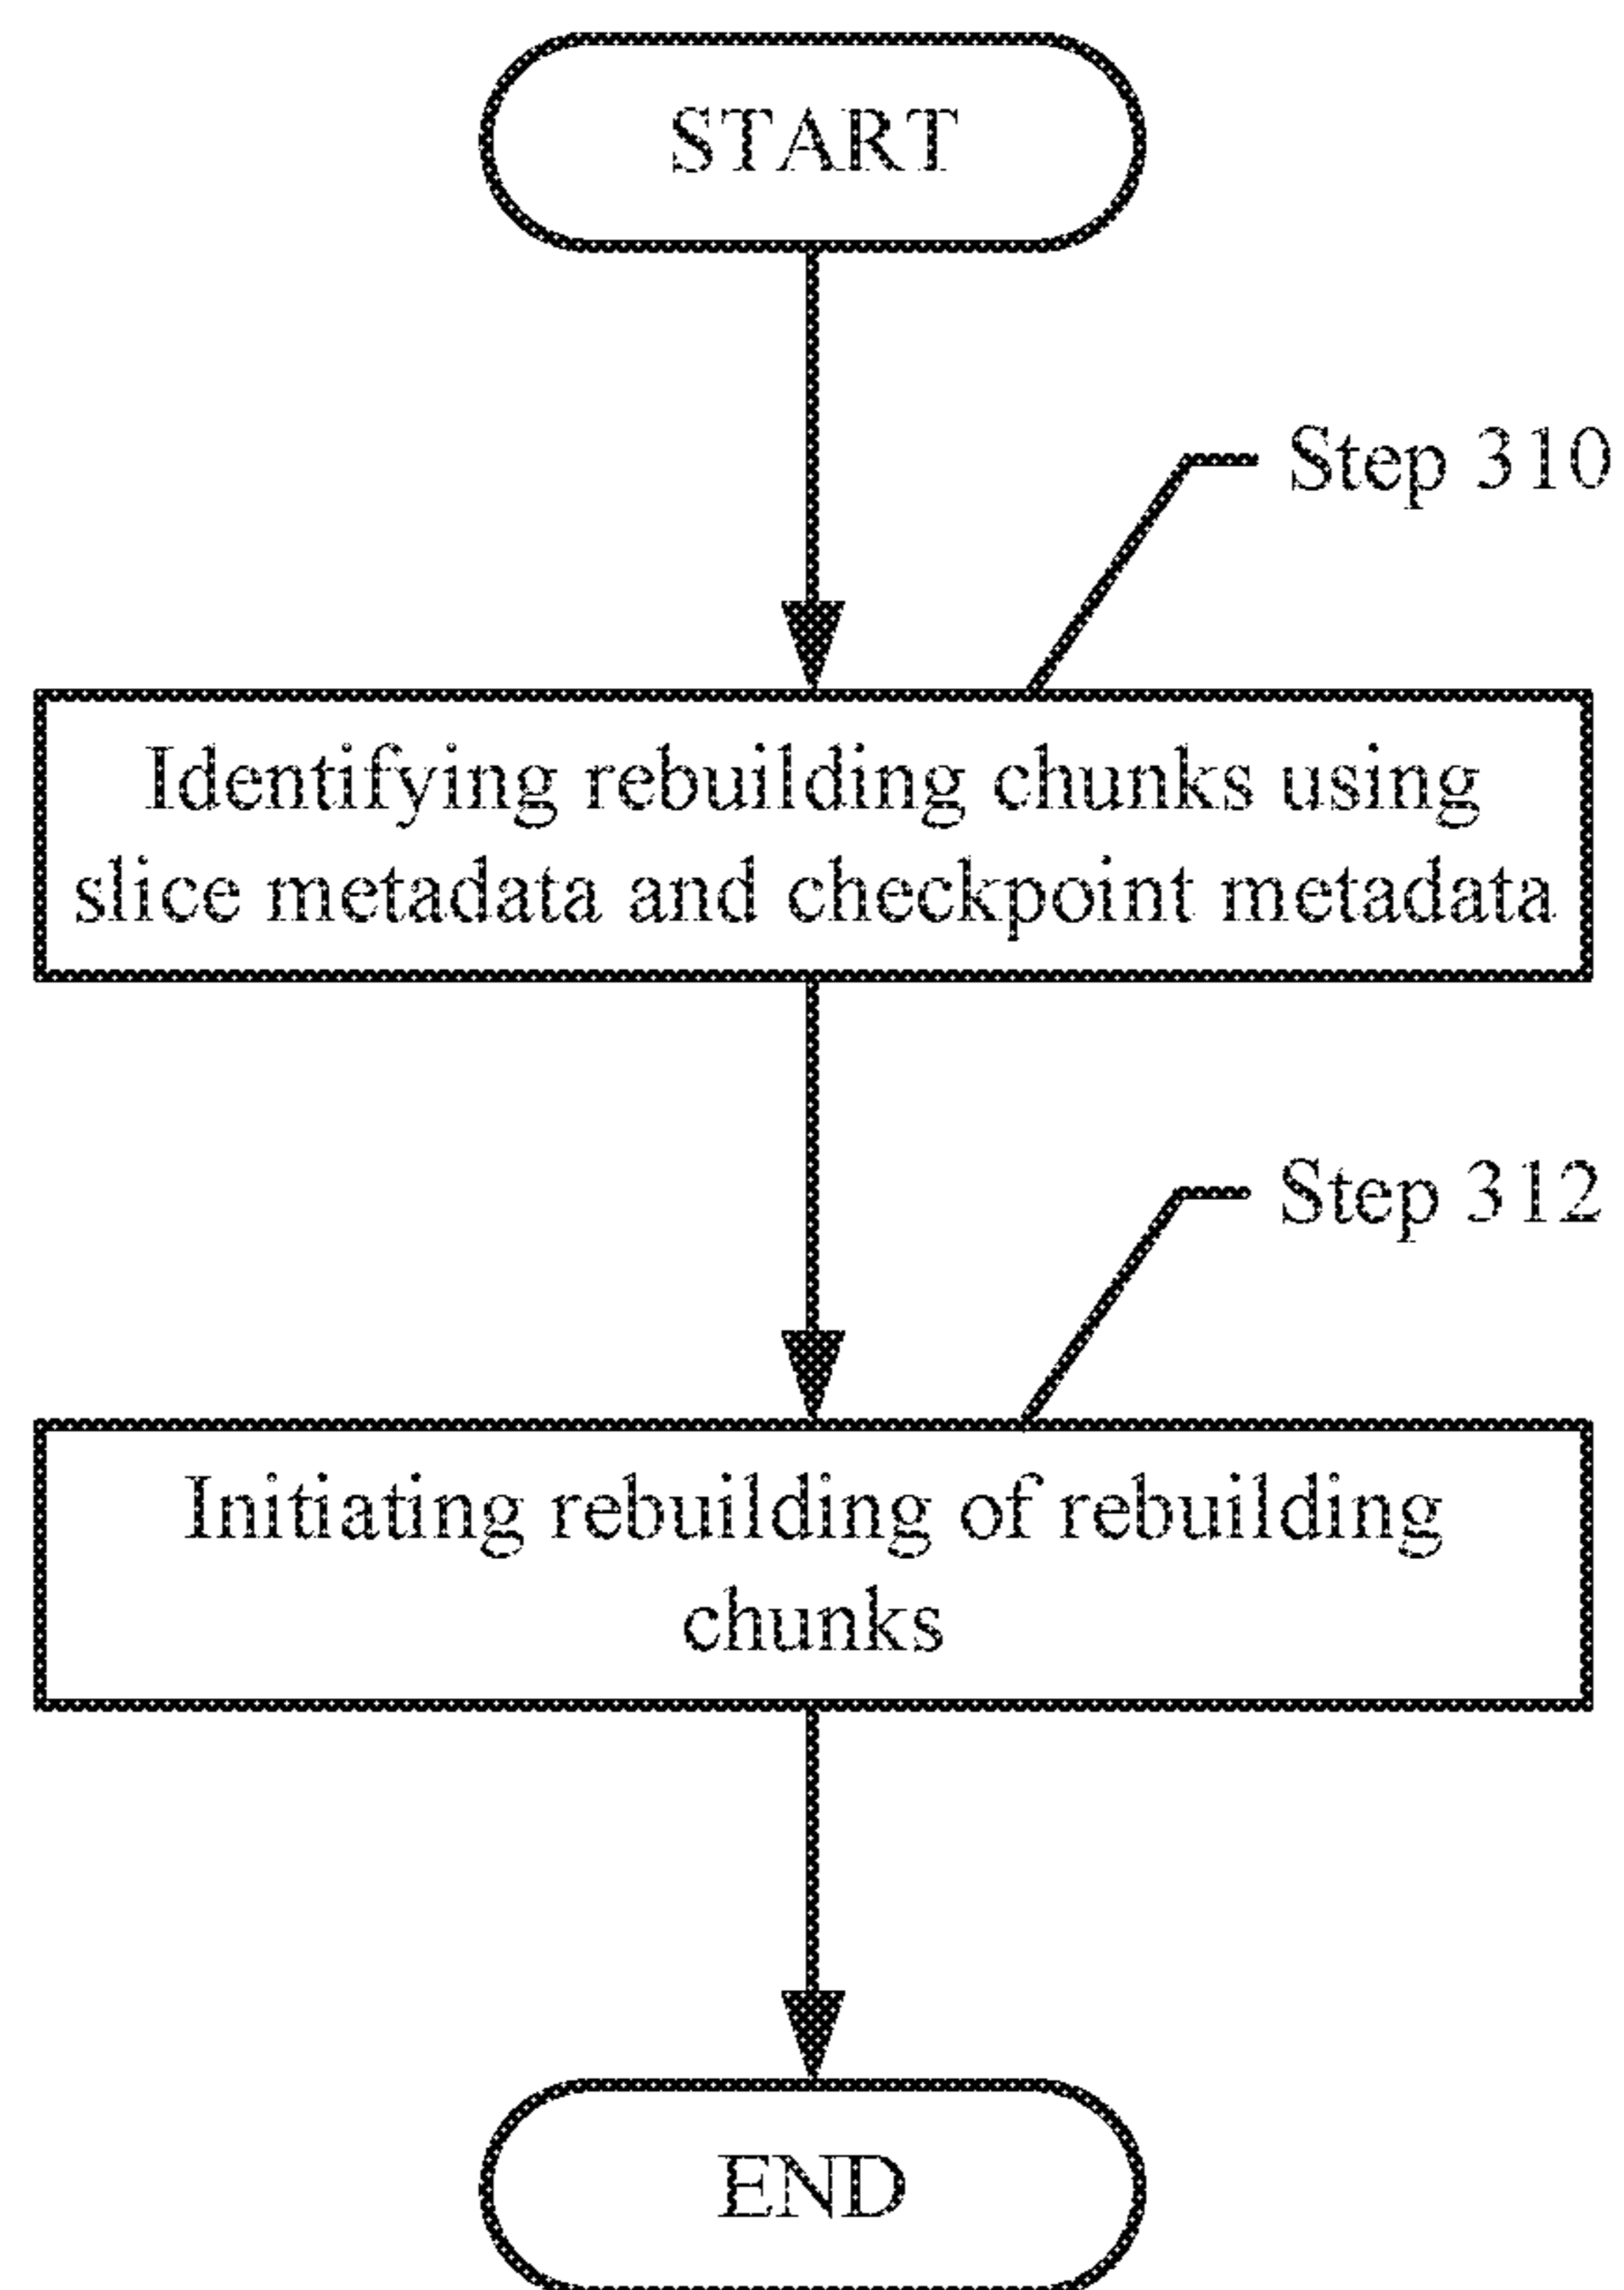 START
Step 310
Identifying rebuilding chunks using
slice metadata and checkpoint metadata
Step 312
Initiating rebuilding of rebuilding
chunks
END